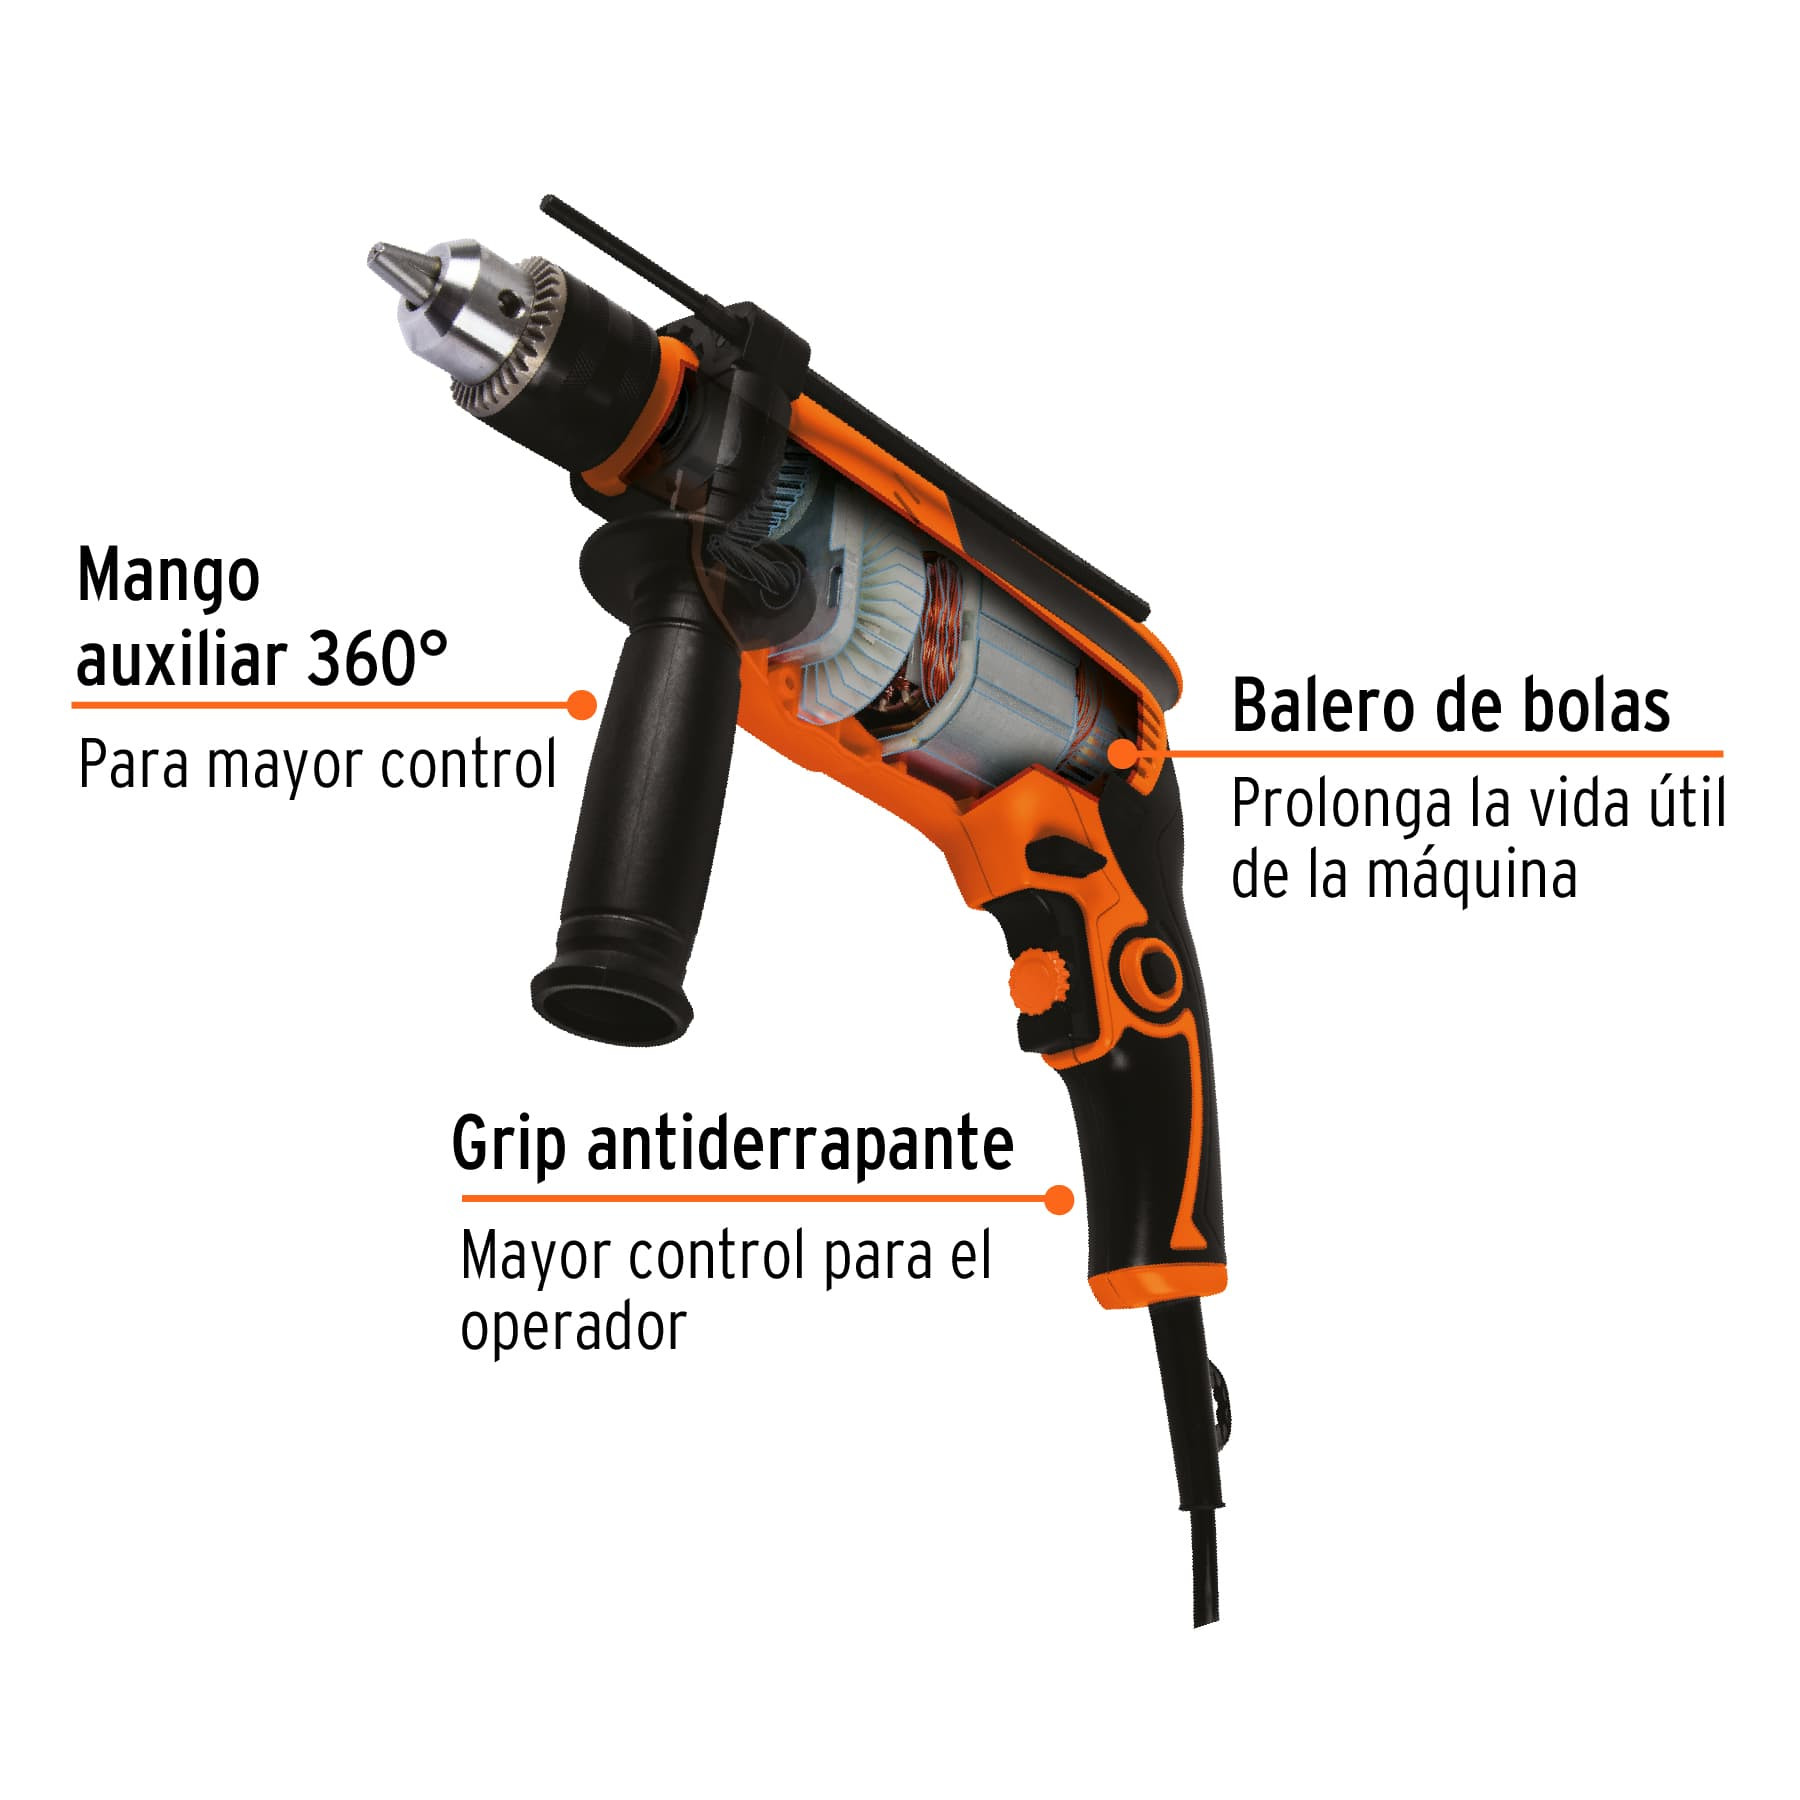 Mango
auxiliar 360°
Para mayor control
Balero de bolas
Prolonga la vida útil
de la máquina
Grip antiderrapante
Mayor control para el
operador